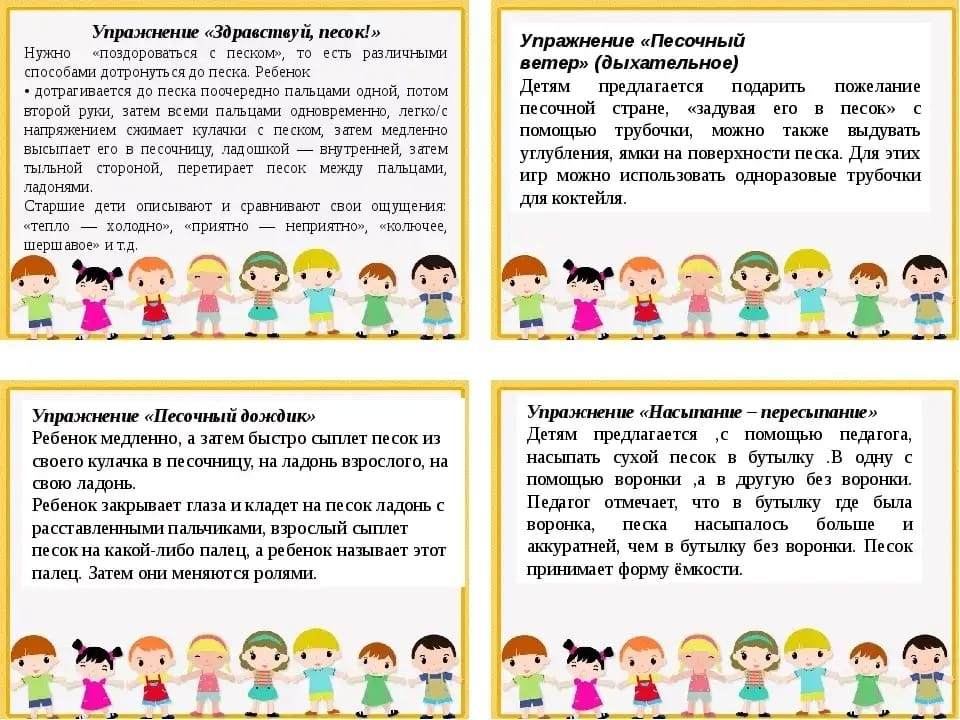 Упражнение «Здравствуй, песок!»
Нужно «поздороваться с песком», то есть различными
способами дотронуться до песка. Ребенок
• дотрагивается до песка поочередно пальцами одной, потом
второй руки, затем всеми пальцами одновременно, легко/с
напряжением сжимает кулачки с песком, затем медленно
высыпает его в песочницу, ладошкой — внутренней, затем
тыльной стороной, перетирает песок между пальцами,
ладонями.
Старшие дети описывают и сравнивают свои ощущения:
«тепло — холодно», «приятно — неприятно», «колючее,
шершавое» и т.д.
Упражнение «Песочный
ветер» (дыхательное)
Детям предлагается подарить пожелание
песочной стране, «задувая его в песок» с
помощью трубочки, можно также выдувать
углубления, ямки на поверхности песка. Для этих
игр можно использовать одноразовые трубочки
для коктейля.
Упражнение «Песочный дождик»
Ребенок медленно, а затем быстро сыплет песок из
своего кулачка в песочницу, на ладонь взрослого, на
свою ладонь.
Ребенок закрывает глаза и кладет на песок ладонь с
расставленными пальчиками, взрослый сыплет
песок на какой-либо палец, а ребенок называет этот
палец. Затем они меняются ролями.
Упражнение «Насыпание – пересыпание»
Детям предлагается ,с помощью педагога,
насыпать сухой песок в бутылку .В одну с
помощью воронки ,а в другую без воронки.
Педагог отмечает, что в бутылку где была
воронка, песка насыпалось больше и
аккуратней, чем в бутылку без воронки. Песок
принимает форму ёмкости.